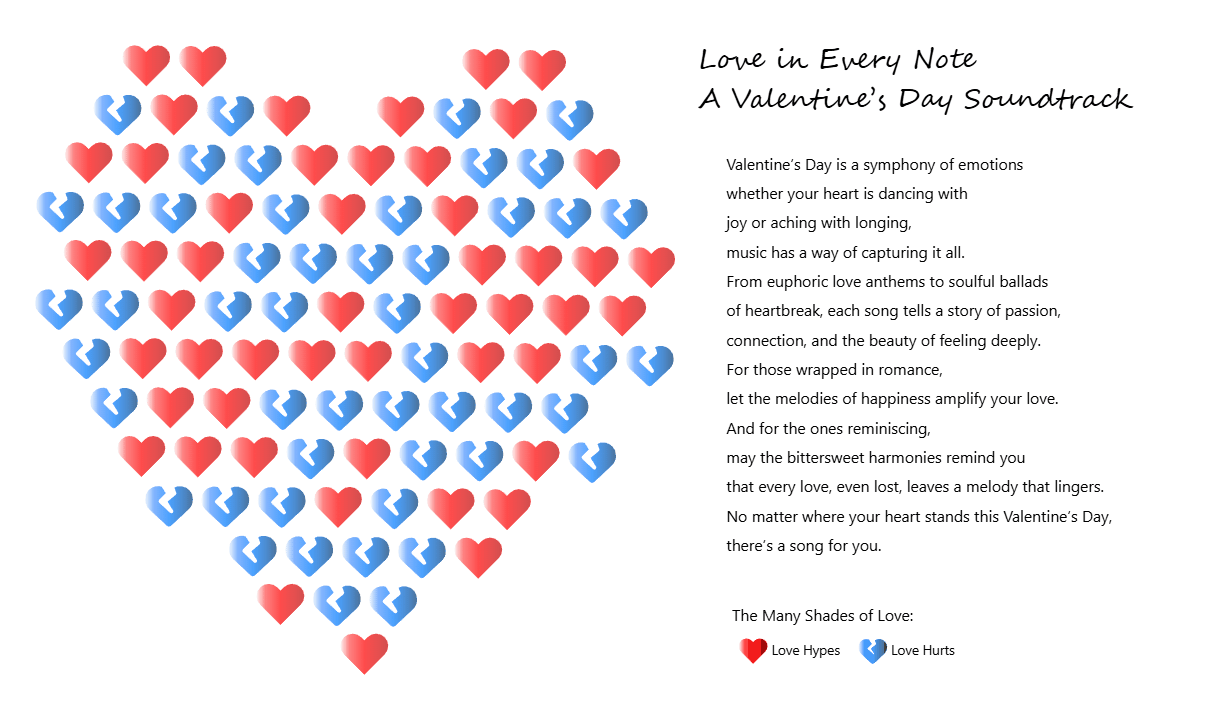 Love in Every Note
A Valentine’s Day Soundtrack
Valentine’s Day is a symphony of emotions
whether your heart is dancing with
joy or aching with longing,
music has a way of capturing it all.
From euphoric love anthems to soulful ballads
of heartbreak, each song tells a story of passion,
connection, and the beauty of feeling deeply.
For those wrapped in romance,
let the melodies of happiness amplify your love.
And for the ones reminiscing,
may the bittersweet harmonies remind you
that every love, even lost, leaves a melody that lingers.
No matter where your heart stands this Valentine’s Day,
there’s a song for you.
The Many Shades of Love:
Love Hypes Love Hurts